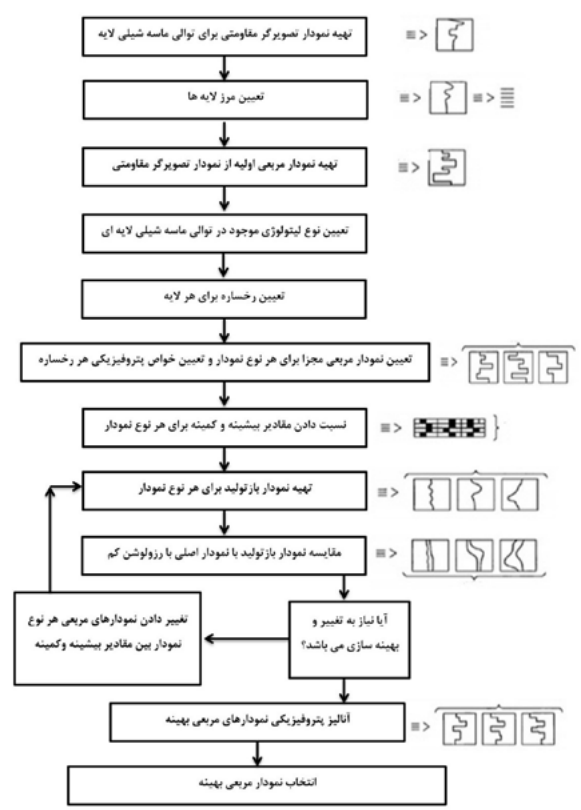 تهیه نمودار تصویرگر مقاومتی برای توالی ماسه شیلی لایه
تعیین مرز لایه ها
تهیه نمودار مربعی اولیه از نمودار تصویرگر مقاومتی
تعیین نوع لیتولوژی موجود در توالی ماسه شیلی لایه ای
تعیین رخساره برای هر لایه
تعیین نمودار مربعی مجزا برای هر نوع نمودار و تعیین خواص پتروفیزیکی هر رخساره
نسبت دادن مقادیر بیشینه و کمینه برای هر نوع نمودار
تهیه نمودار بازتولید برای هر نوع نمودار
مقایسه نمودار بازتولید با نمودار اصلی با رزولوشن کم
آیا نیاز به تغییر و
بهینه سازی می باشد؟
تغییر دادن نمودارهای مربعی هر نوع
نمودار بین مقادیر بیشینه وکمینه
آنالیز پتروفیزیکی نمودارهای مربعی بهینه
انتخاب نمودار مربعی بهینه